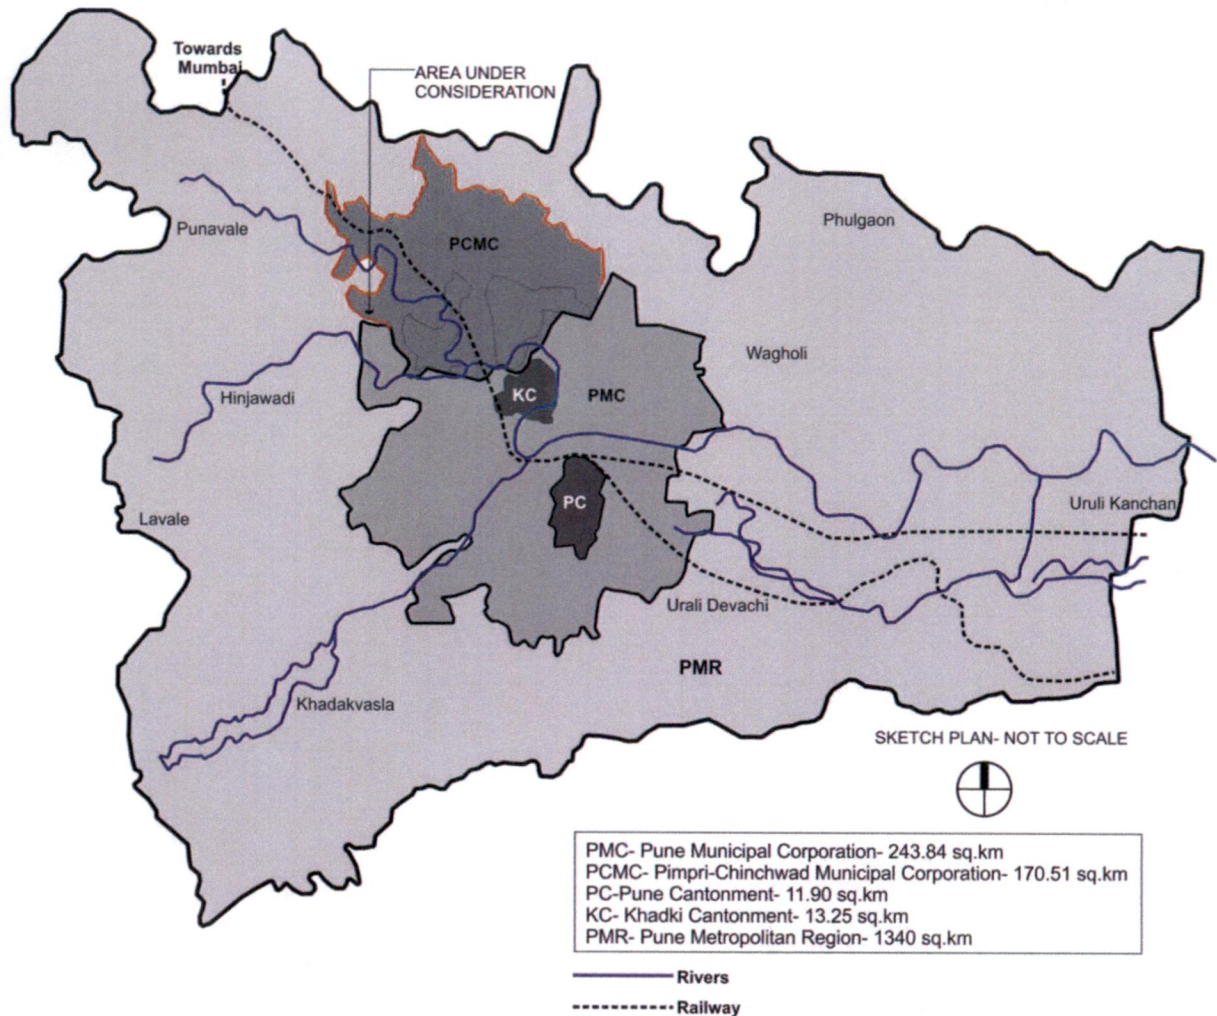 Towards
Mumbai
AREA UNDER
CONSIDERATION
Punavale
PCMC
Phulgaon
Wagholi
Hinjawadi
KC
PMC
PC
Lavale
Uruli Kanchan
Urali Devachi
PMR
Khadakvasla
SKETCH PLAN- NOT TO SCALE
PMC- Pune Municipal Corporation- 243.84 sq.km
PCMC- Pimpri-Chinchwad Municipal Corporation- 170.51 sq.km
PC-Pune Cantonment- 11.90 sq.km
KC- Khadki Cantonment- 13.25 sq.km
PMR- Pune Metropolitan Region- 1340 sq.km
Rivers
Railway